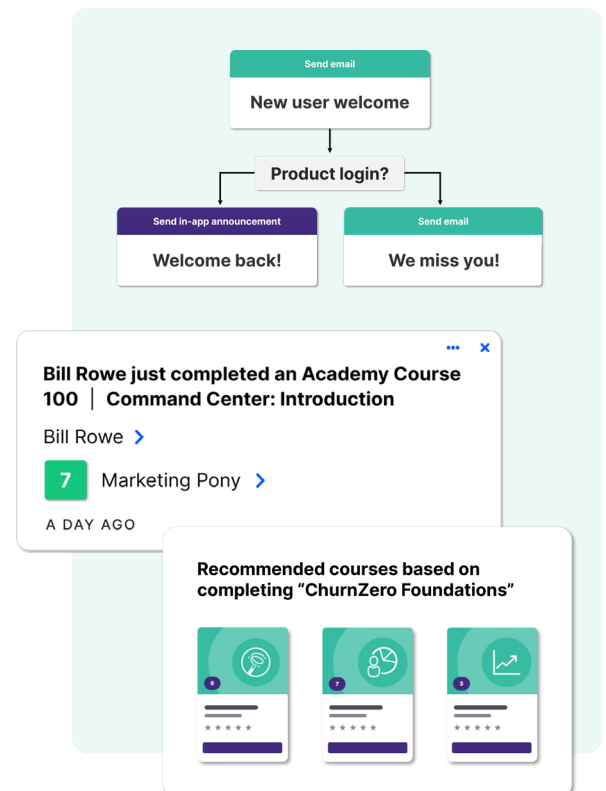 Send email
New user welcome
Product login?
Send in-app announcement
Welcome back!
Send email
We miss you!
Bill Rowe just completed an Academy Course
100 | Command Center: Introduction
Bill Rowe
7
Marketing Pony
A DAY AGO
Recommended courses based on
completing “ChurnZero Foundations”
6
7
3